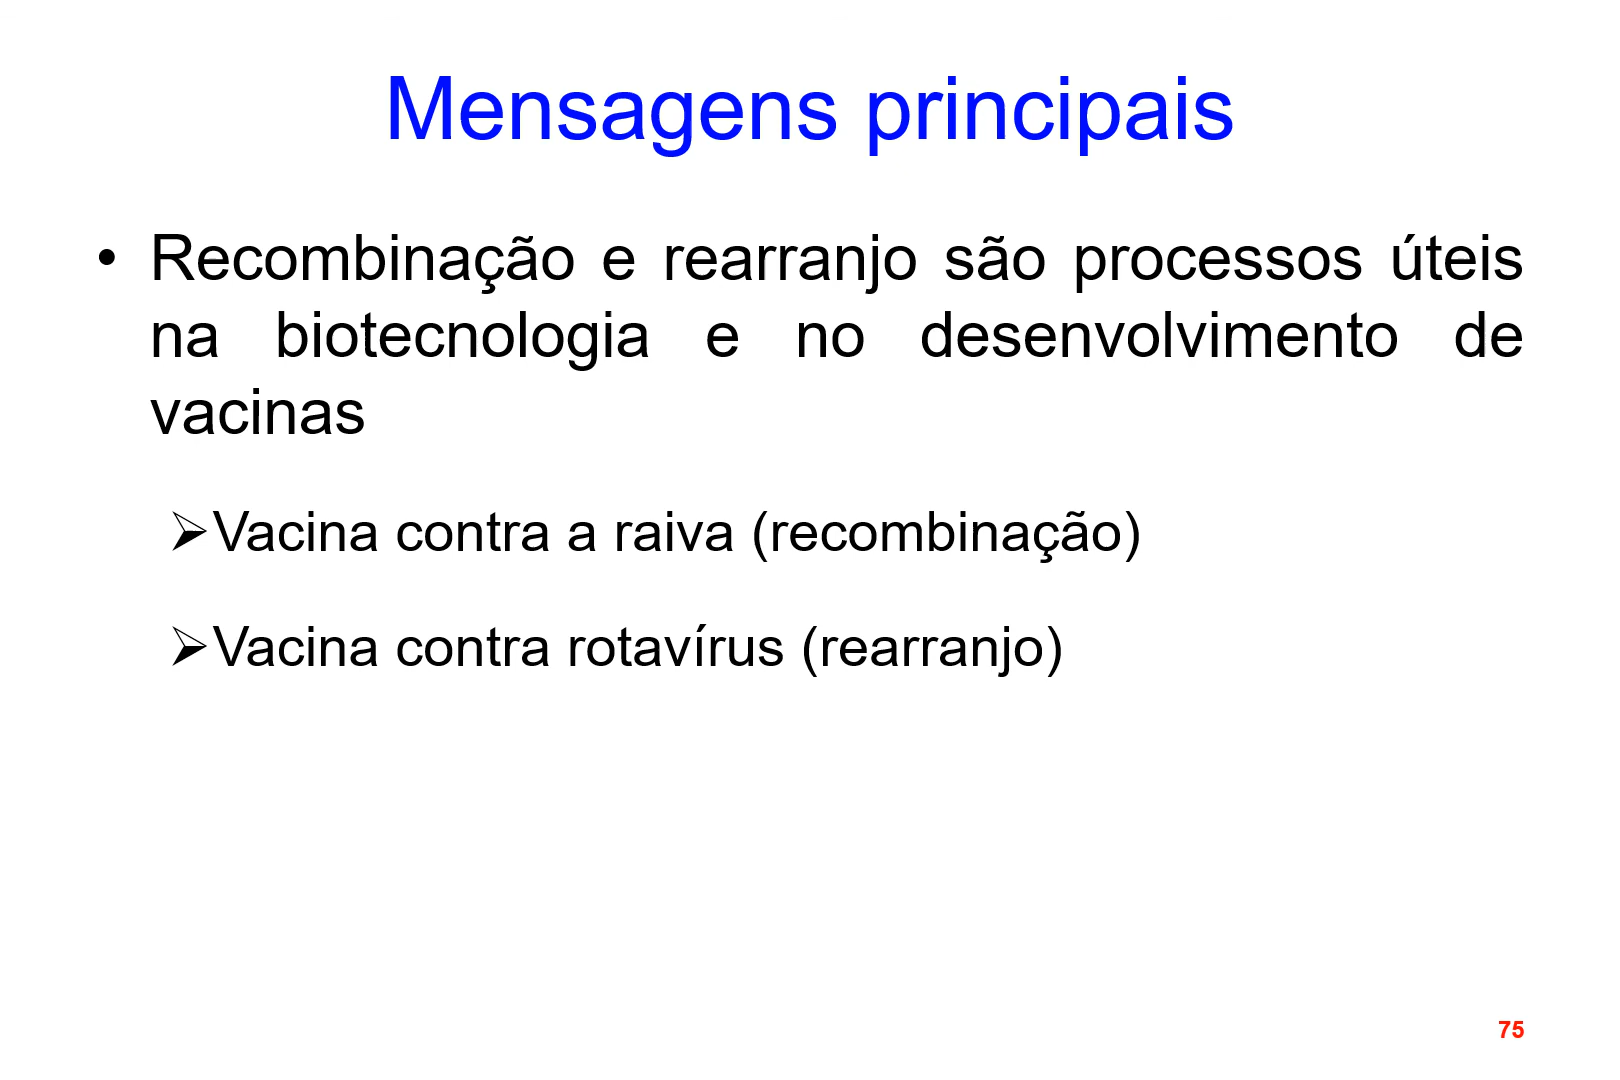 Mensagens principais
• Recombinação e rearranjo são processos úteis
na biotecnologia e no desenvolvimento de
vacinas
➢Vacina contra a raiva (recombinação)
➢Vacina contra rotavírus (rearranjo)
75